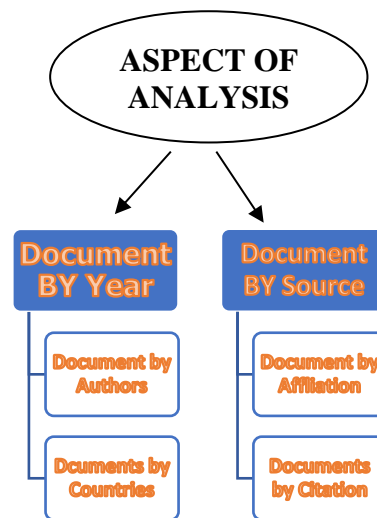 ASPECT OF
ANALYSIS
Document
BY Year
Document
BY Source
Document by
Authors
Document by
Affliation
Dcuments by
Countries
Documents
by Citation